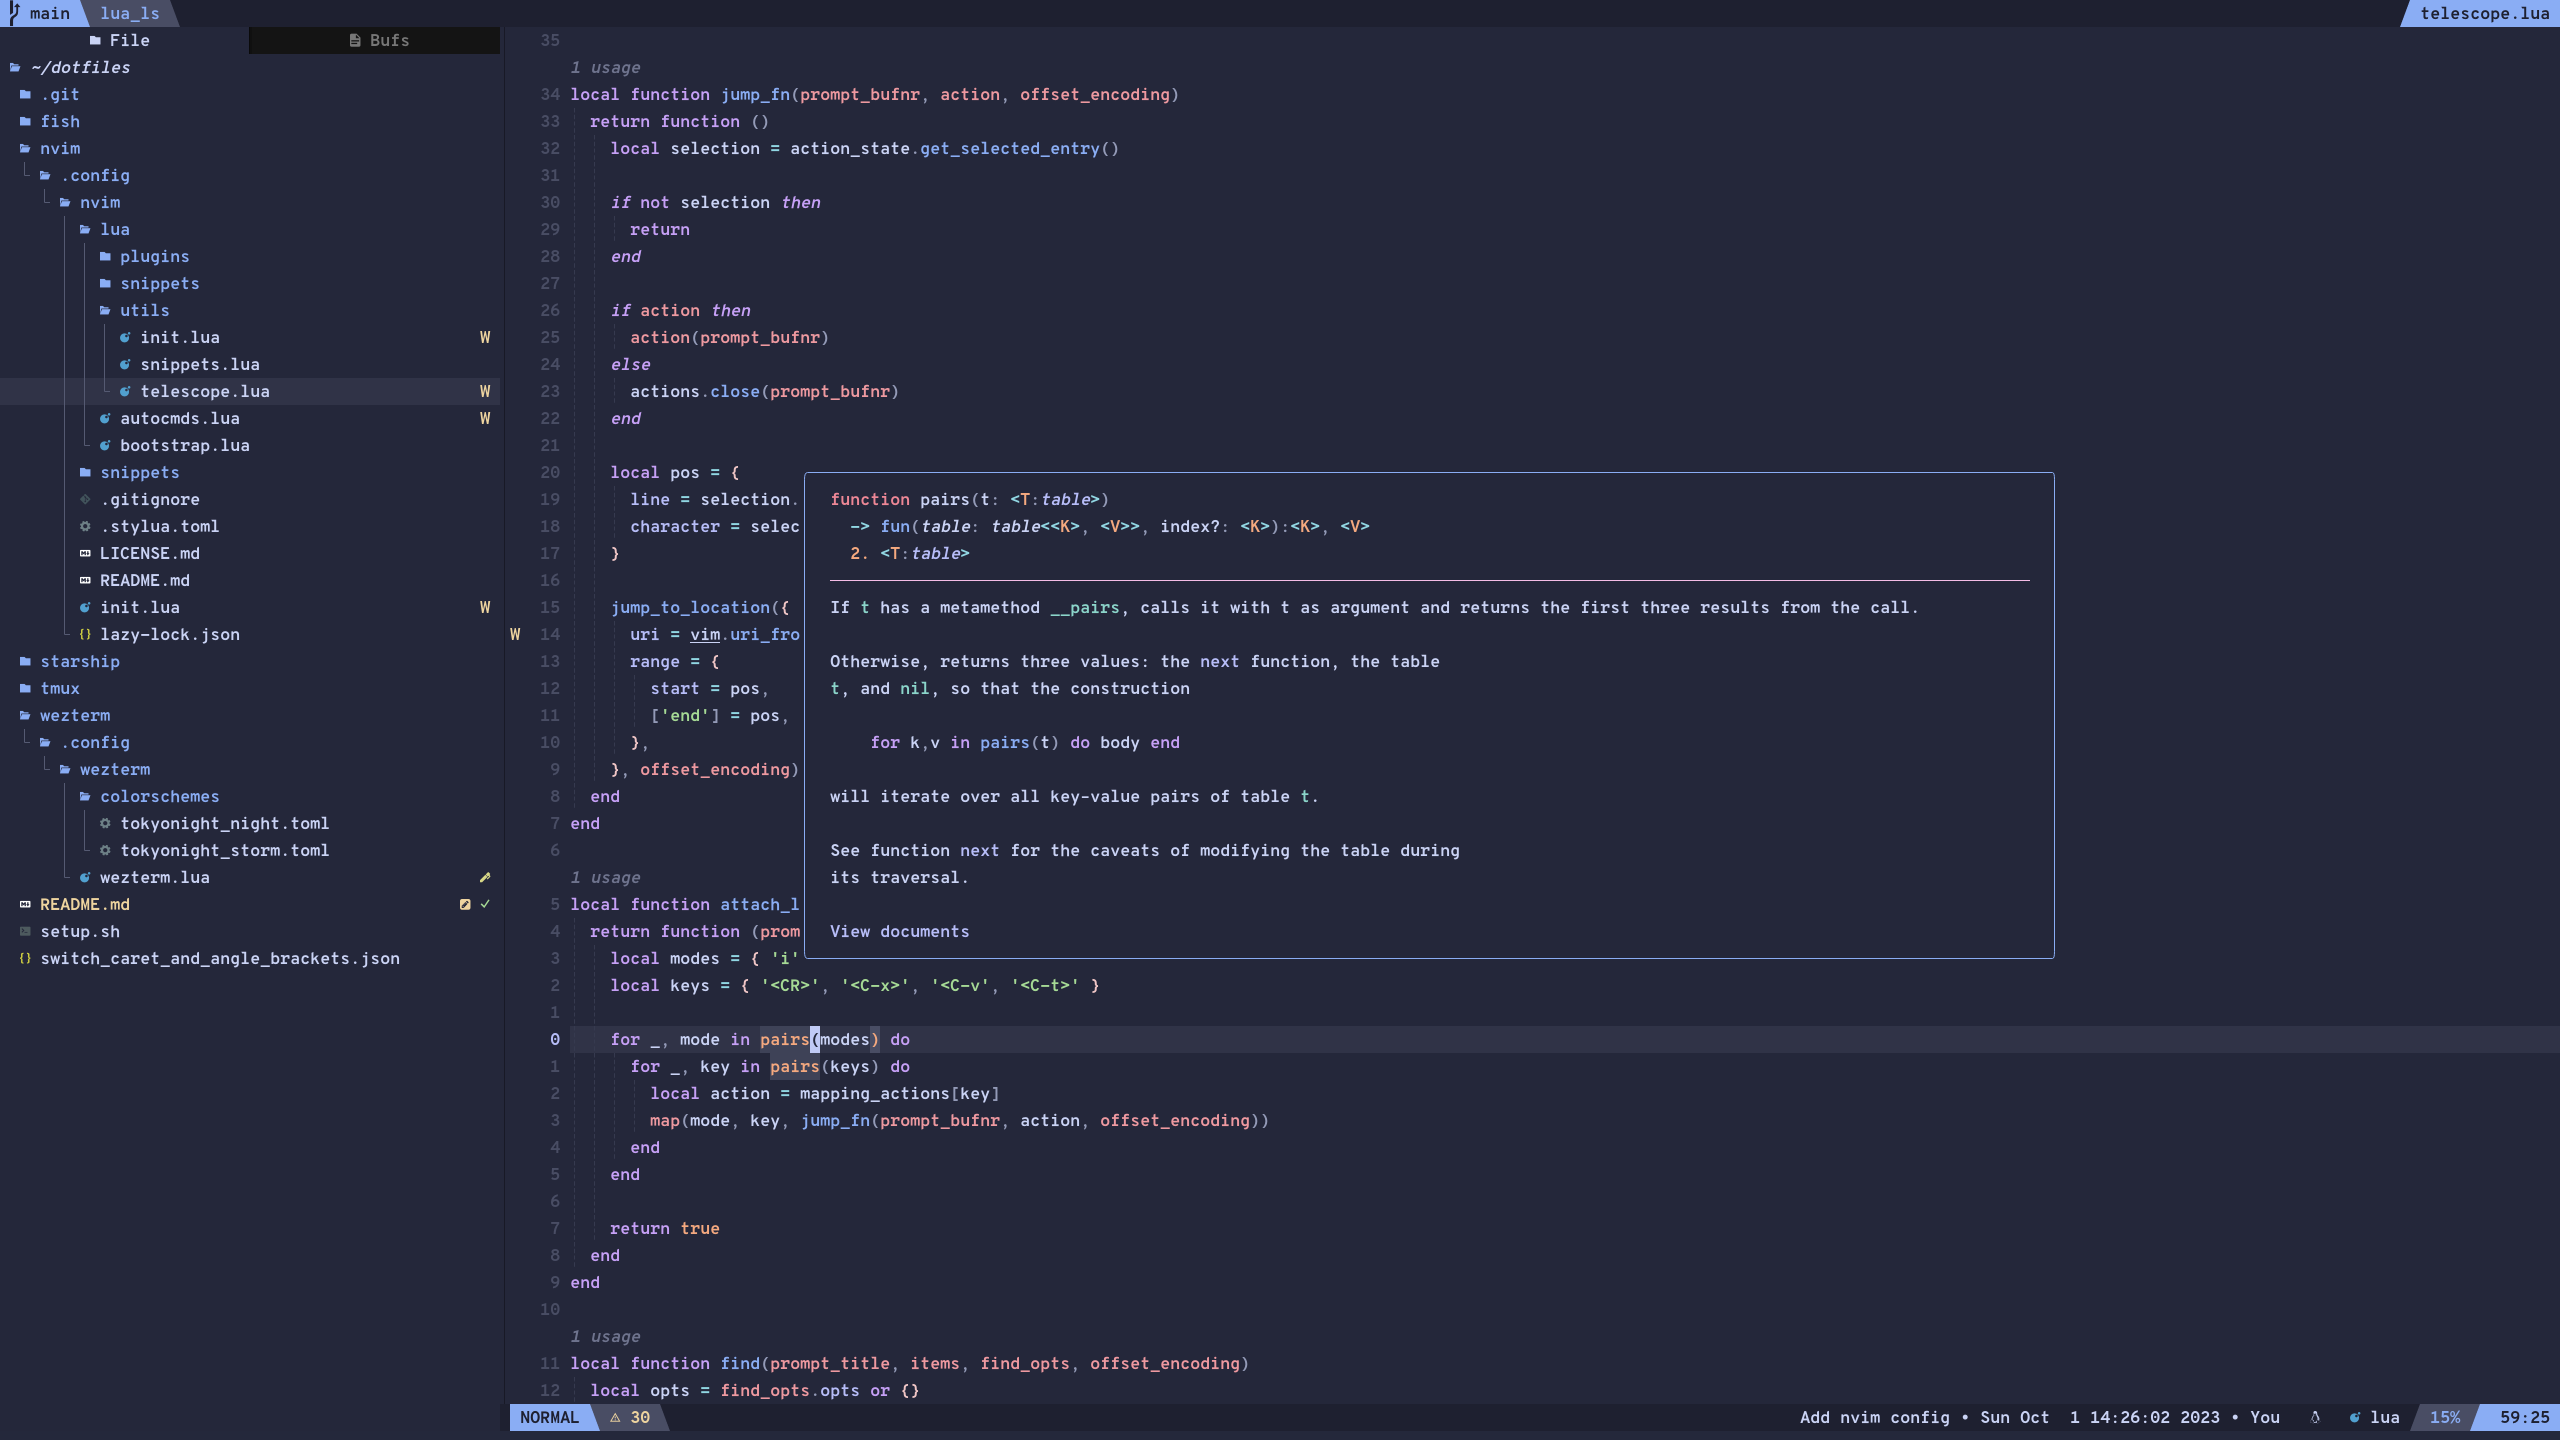 main lua_ls telescope.lua
File Bufs
~/dotfiles
.git
fish
nvim
.config
nvim
lua
plugins
snippets
utils
init.lua W
snippets.lua
telescope.lua W
autocmds.lua W
bootstrap.lua
snippets
.gitignore
.stylua.toml
LICENSE.md
README.md
init.lua W
lazy-lock.json
starship
tmux
wezterm
.config
wezterm
colorschemes
tokyonight_night.toml
tokyonight_storm.toml
wezterm.lua
README.md
setup.sh
switch_caret_and_angle_brackets.json
35
1 usage
34 local function jump_fn(prompt_bufnr, action, offset_encoding)
33 return function ()
32 local selection = action_state.get_selected_entry()
31
30 if not selection then
29 return
28 end
27
26 if action then
25 action(prompt_bufnr)
24 else
23 actions.close(prompt_bufnr)
22 end
21
20 local pos = {
19 line = selection.
18 character = selec
17 }
16
15 jump_to_location({
W 14 uri = vim.uri_fro
13 range = {
12 start = pos,
11 ['end'] = pos,
10 },
9 }, offset_encoding)
8 end
7 end
6
1 usage
5 local function attach_l
4 return function (prom
3 local modes = { 'i'
2 local keys = { '<CR>', '<C-x>', '<C-v', '<C-t>' }
1
0 for _, mode in pairs(modes) do
1 for _, key in pairs(keys) do
2 local action = mapping_actions[key]
3 map(mode, key, jump_fn(prompt_bufnr, action, offset_encoding))
4 end
5 end
6
7 return true
8 end
9 end
10
1 usage
11 local function find(prompt_title, items, find_opts, offset_encoding)
12 local opts = find_opts.opts or {}
function pairs(t: <T:table>)
-> fun(table: table<<K>, <V>>, index?: <K>):<K>, <V>
2. <T:table>
If t has a metamethod __pairs, calls it with t as argument and returns the first three results from the call.
Otherwise, returns three values: the next function, the table
t, and nil, so that the construction
for k,v in pairs(t) do body end
will iterate over all key-value pairs of table t.
See function next for the caveats of modifying the table during
its traversal.
View documents
NORMAL ⚠ 30 Add nvim config • Sun Oct 1 14:26:02 2023 • You lua 15% 59:25